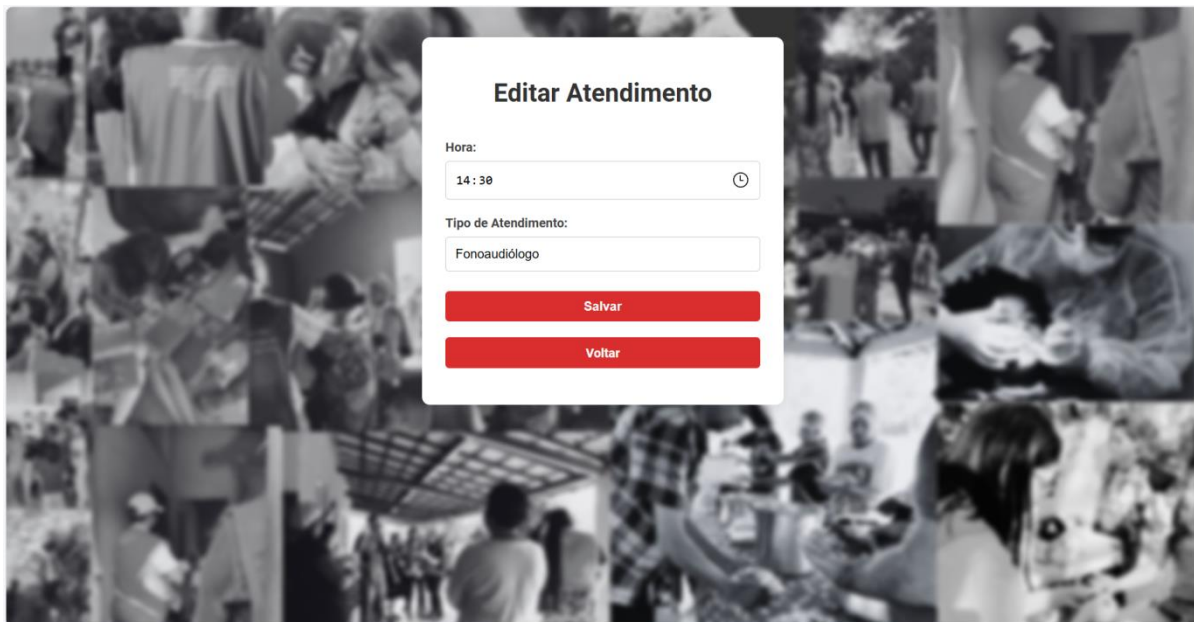 Editar Atendimento
Hora:
14:30
Tipo de Atendimento:
Fonoaudiólogo
Salvar
Voltar